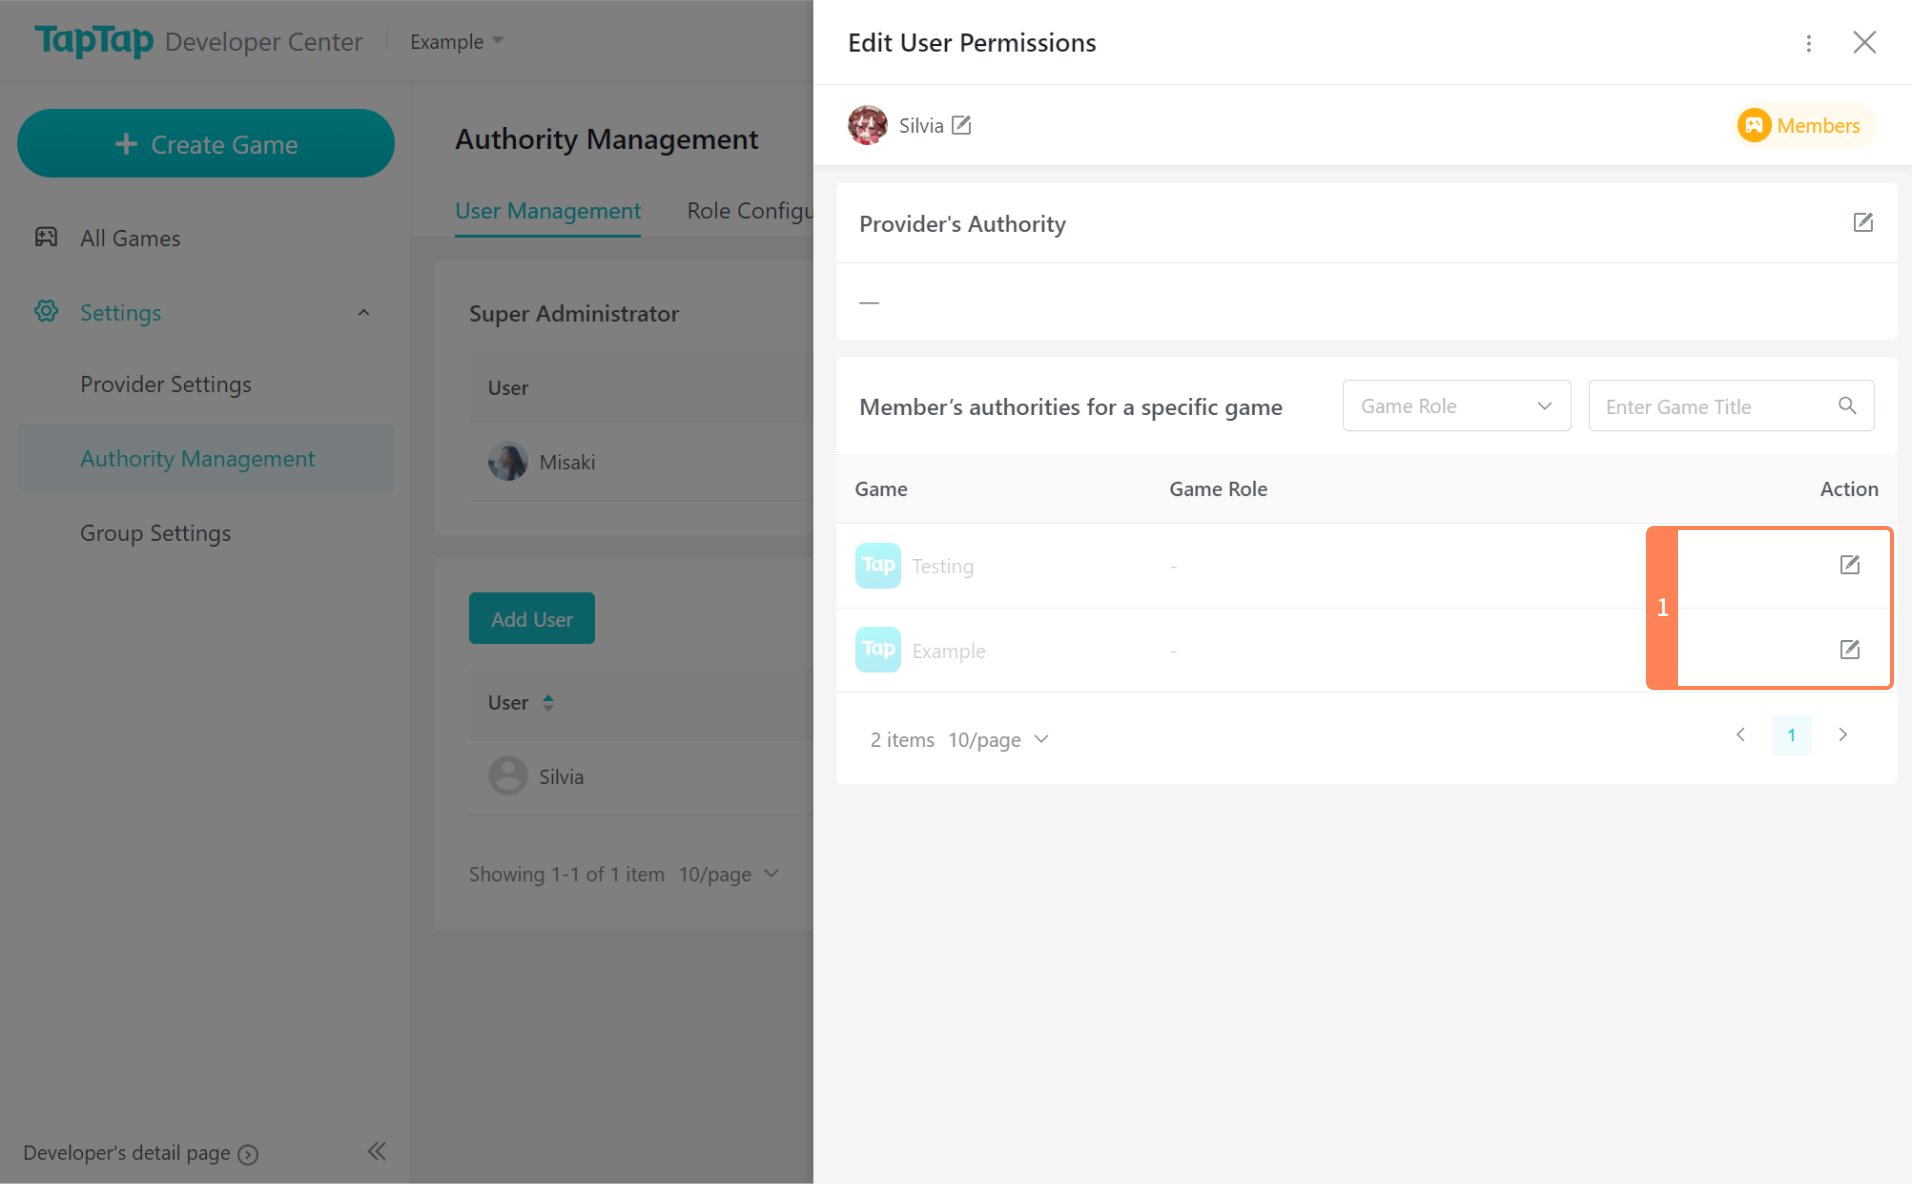 TapTap Developer Center Example
Create Game
All Games
Settings
Provider Settings
Authority Management
Group Settings
Developer's detail page
Authority Management
User Management Role Configu
Super Administrator
User
Misaki
Add User
User
Silvia
Showing 1-1 of 1 item 10/page
Edit User Permissions
Silvia
Members
Provider's Authority
—
Member’s authorities for a specific game Game Role Enter Game Title
Game Game Role Action
Tap Testing -
Tap Example -
1
2 items 10/page 1